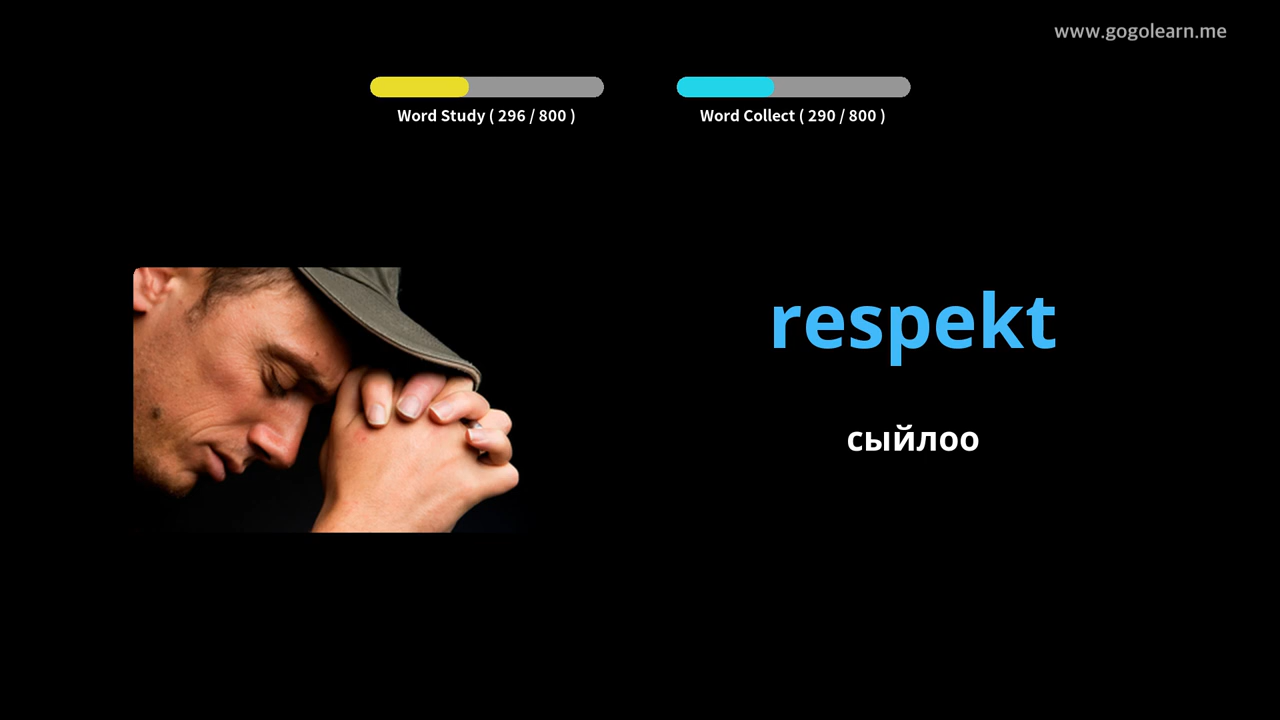 www.gogolearn.me
Word Study ( 296 / 800 )
Word Collect ( 290 / 800 )
respekt
сыйлоо